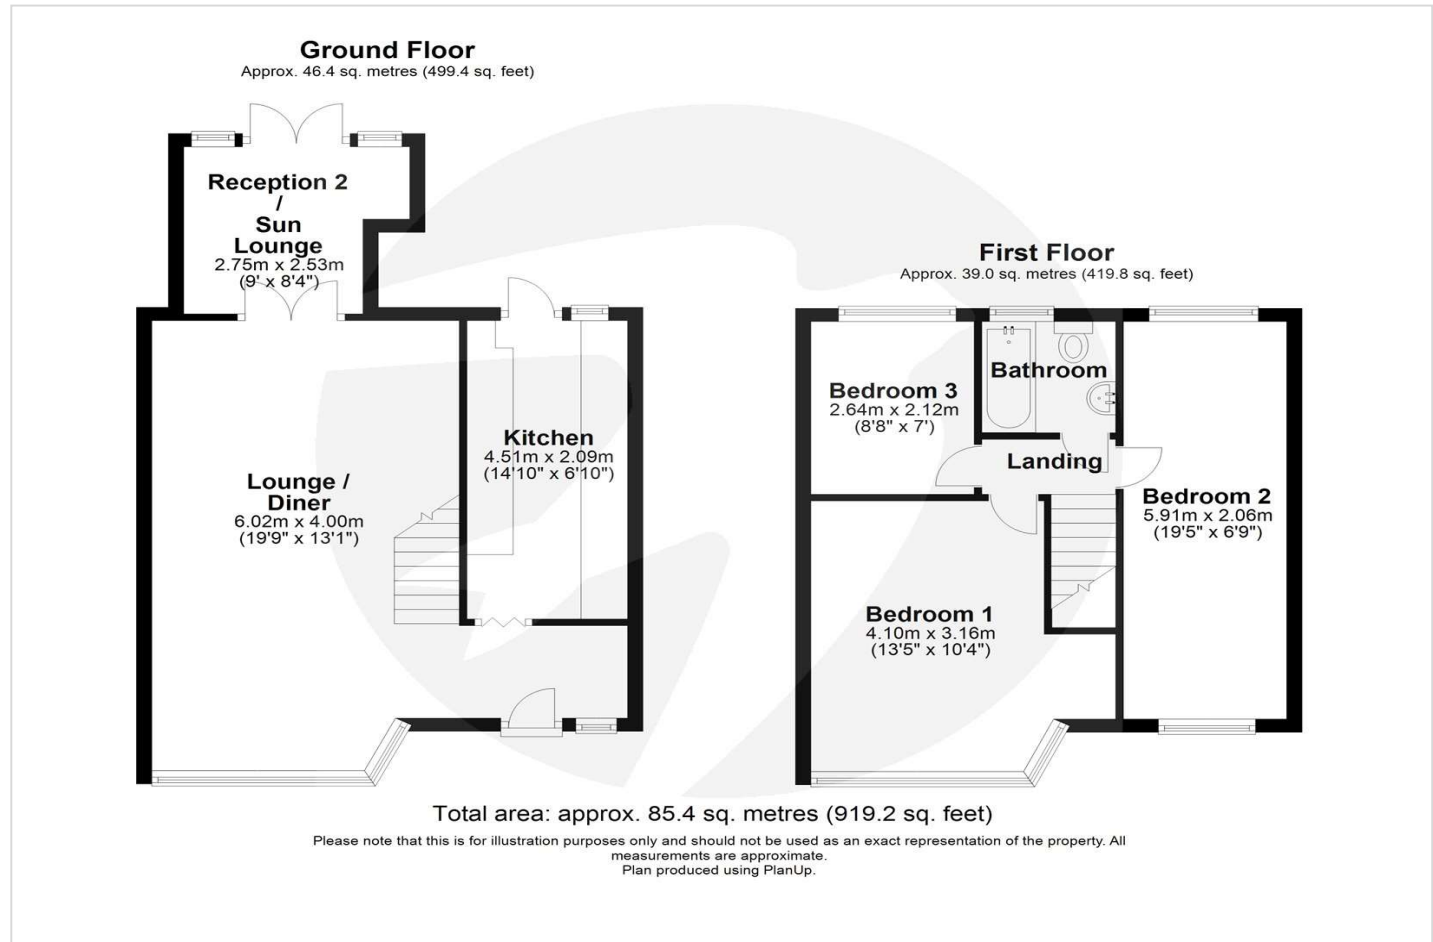 Ground Floor
Approx. 46.4 sq. metres (499.4 sq. feet)
Reception 2
/
Sun
Lounge
2.75m x 2.53m
(9' x 8'4")
Kitchen
4.51m x 2.09m
(14'10" x 6'10")
Lounge /
Diner
6.02m x 4.00m
(19'9" x 13'1")
First Floor
Approx. 39.0 sq. metres (419.8 sq. feet)
Bathroom
Bedroom 3
2.64m x 2.12m
(8'8" x 7')
Landing
Bedroom 2
5.91m x 2.06m
(19'5" x 6'9")
Bedroom 1
4.10m x 3.16m
(13'5" x 10'4")
Total area: approx. 85.4 sq. metres (919.2 sq. feet)
Please note that this is for illustration purposes only and should not be used as an exact representation of the property. All
measurements are approximate.
Plan produced using PlanUp.